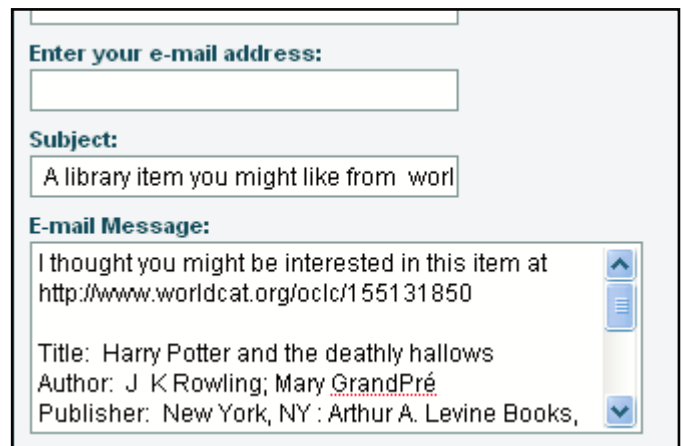 Enter your e-mail address:
Subject:
A library item you might like from  worl
E-mail Message:
I thought you might be interested in this item at
http://www.worldcat.org/oclc/155131850
Title:  Harry Potter and the deathly hallows
Author:  J  K Rowling; Mary GrandPré
Publisher:  New York, NY : Arthur A. Levine Books,